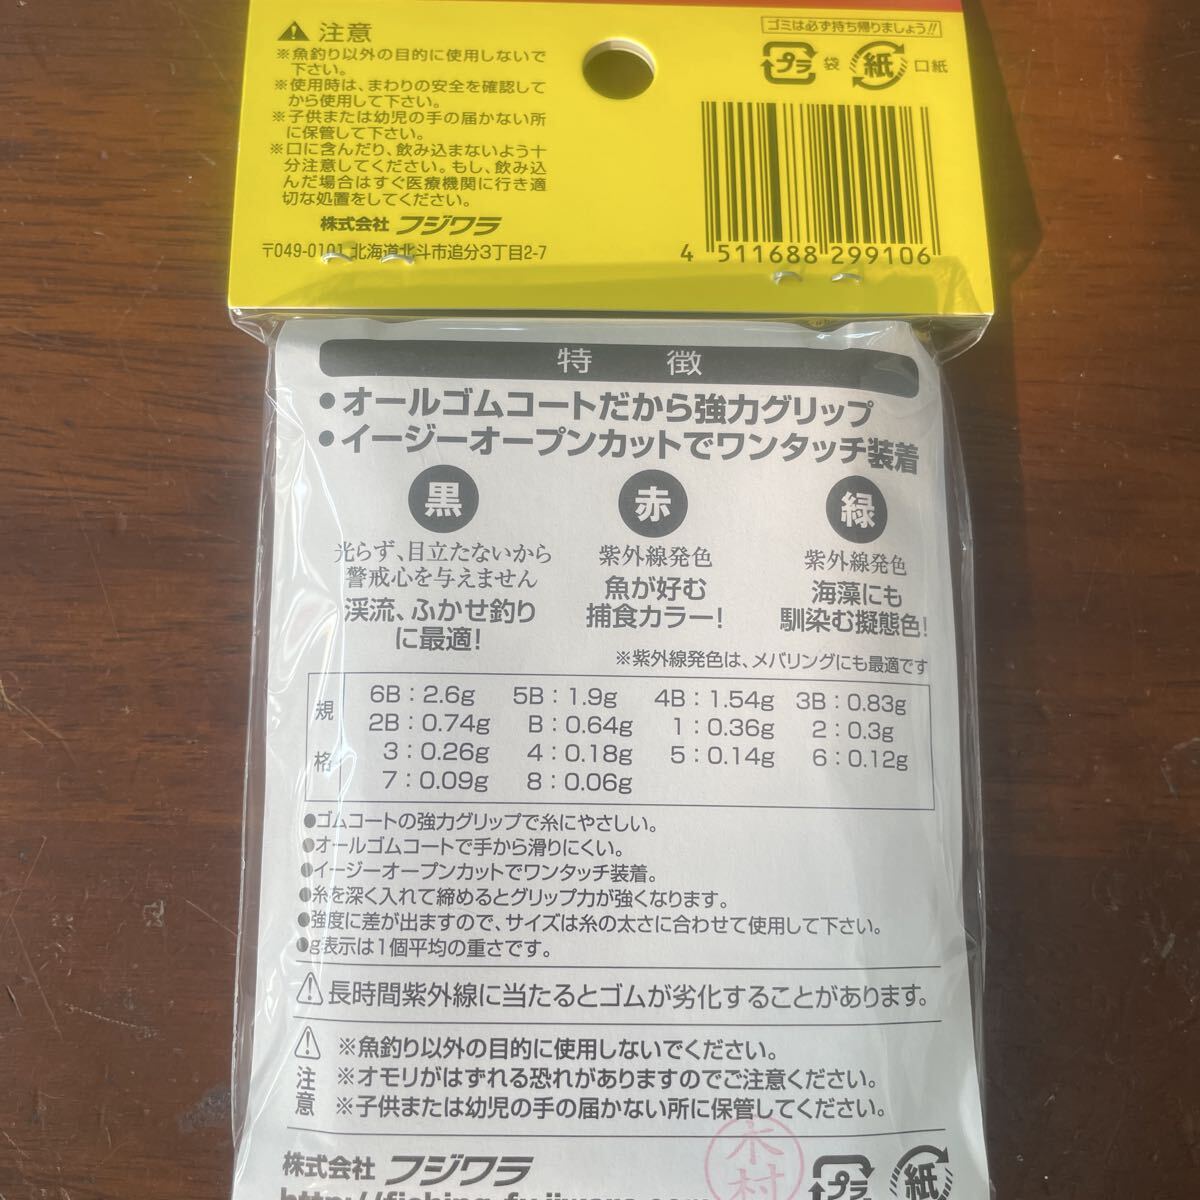 注意
※魚釣り以外の目的に使用しないで
下さい。
※使用時は、まわりの安全を確認して
から使用して下さい。
※子供または幼児の手の届かない所
に保管して下さい。
※口に含んだり、飲み込まないよう十
分注意してください。もし、飲み込
んだ場合はすぐ医療機関に行き適
切な処置をしてください。
株式会社 フジワラ
〒049-0101 北海道北斗市追分3丁目2-7
ゴミは必ず持ち帰りましょう!!
プラ 袋 紙 口紙
4 511688 299106
特 徴
●オールゴムコートだから強力グリップ
●イージーオープンカットでワンタッチ装着
黒
光らず、目立たないから
警戒心を与えません
渓流、ふかせ釣り
に最適!
赤
紫外線発色
魚が好む
捕食カラー!
緑
紫外線発色
海藻にも
馴染む擬態色!
※紫外線発色は、メバリングにも最適です
規格
6B:2.6g 5B:1.9g 4B:1.54g 3B:0.83g
2B:0.74g B:0.64g 1:0.36g 2:0.3g
3:0.26g 4:0.18g 5:0.14g 6:0.12g
7:0.09g 8:0.06g
●ゴムコートの強力グリップで糸にやさしい。
●オールゴムコートで手から滑りにくい。
●イージーオープンカットでワンタッチ装着。
●糸を深く入れて締めるとグリップ力が強くなります。
●強度に差が出ますので、サイズは糸の太さに合わせて使用して下さい。
●g表示は1個平均の重さです。
長時間紫外線に当たるとゴムが劣化することがあります。
注意
※魚釣り以外の目的に使用しないでください。
※オモリがはずれる恐れがありますのでご注意ください。
※子供または幼児の手の届かない所に保管してください。
木村
株式会社 フジワラ
プラ 紙